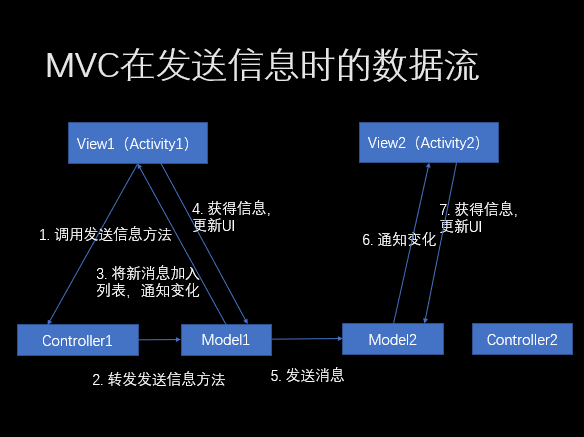 MVC在发送信息时的数据流
View1（Activity1）
View2（Activity2）
4. 获得信息，
更新UI
7. 获得信息，
更新UI
1. 调用发送信息方法
6. 通知变化
3. 将新消息加入
列表，通知变化
Controller1
Model1
Model2
Controller2
2. 转发发送信息方法
5. 发送消息